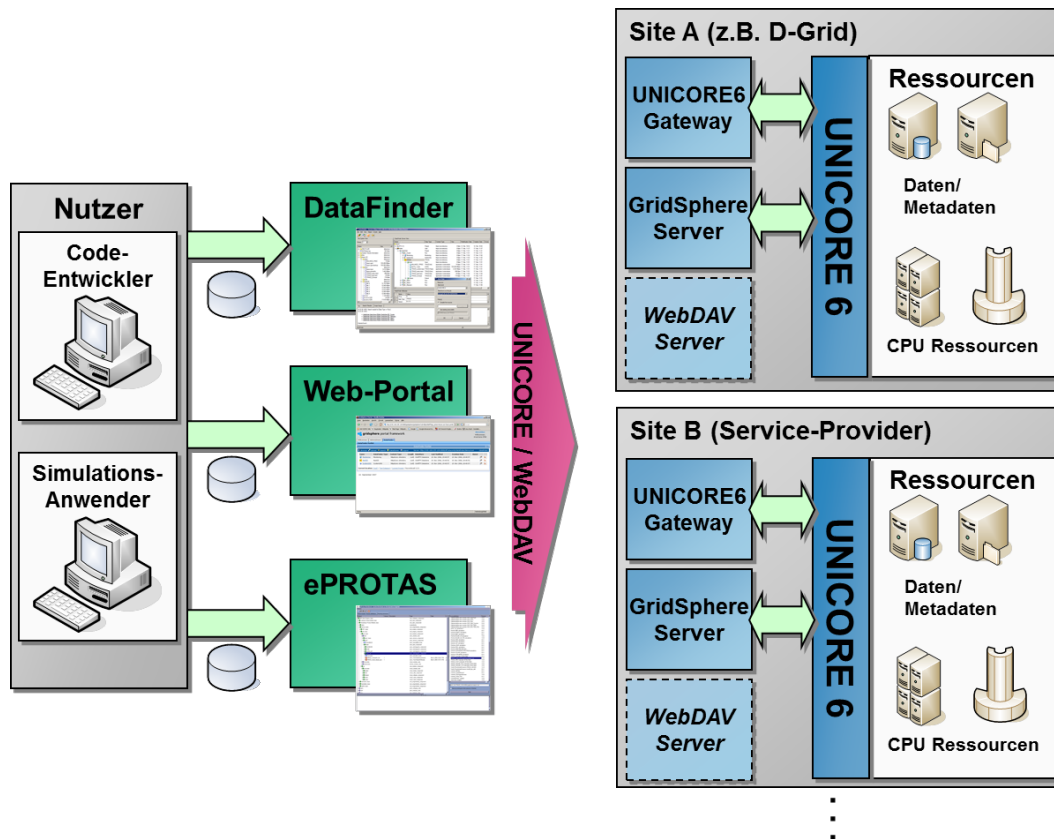 Nutzer
Code-
Entwickler
Simulations-
Anwender
DataFinder
Web-Portal
ePROTAS
UNICORE / WebDAV
Site A (z.B. D-Grid)
UNICORE6
Gateway
GridSphere
Server
WebDAV
Server
UNICORE 6
Ressourcen
Daten/
Metadaten
CPU Ressourcen
Site B (Service-Provider)
UNICORE6
Gateway
GridSphere
Server
WebDAV
Server
UNICORE 6
Ressourcen
Daten/
Metadaten
CPU Ressourcen